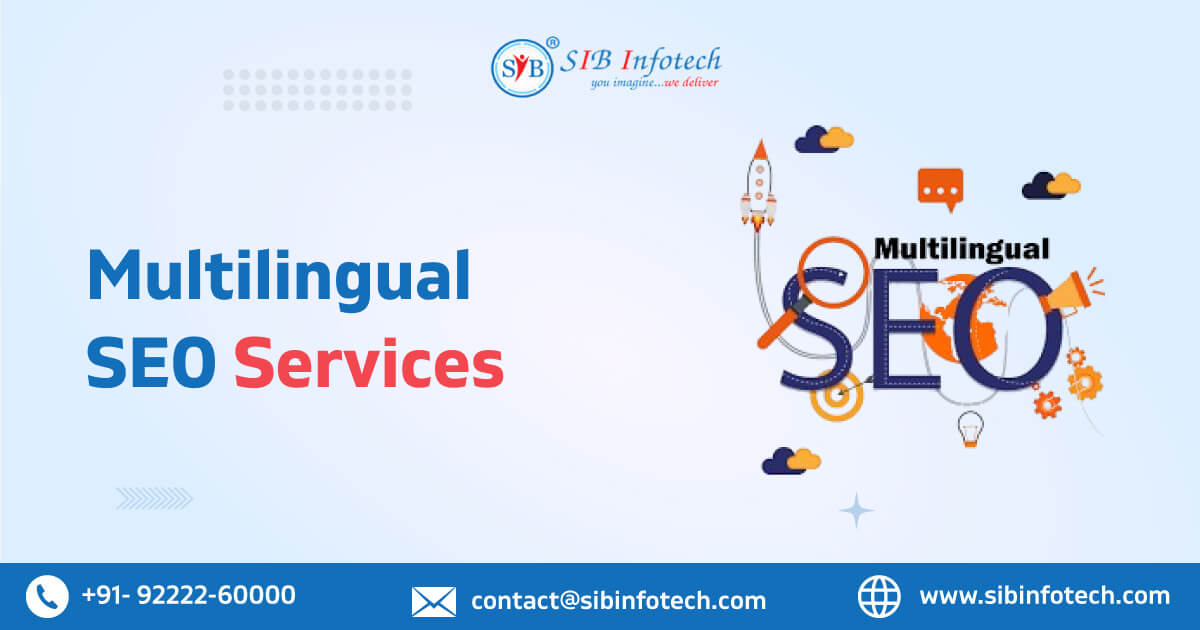 SYB ®
SIB Infotech
you imagine...we deliver
Multilingual
SEO Services
Multilingual
SEO
+91- 92222-60000
contact@sibinfotech.com
www.sibinfotech.com